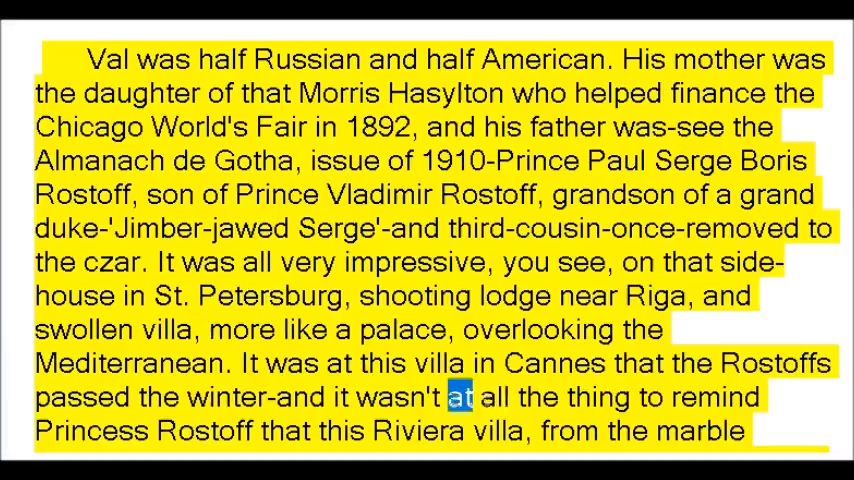 Val was half Russian and half American. His mother was
the daughter of that Morris Hasylton who helped finance the
Chicago World's Fair in 1892, and his father was-see the
Almanach de Gotha, issue of 1910-Prince Paul Serge Boris
Rostoff, son of Prince Vladimir Rostoff, grandson of a grand
duke-'Jimber-jawed Serge'-and third-cousin-once-removed to
the czar. It was all very impressive, you see, on that side-
house in St. Petersburg, shooting lodge near Riga, and
swollen villa, more like a palace, overlooking the
Mediterranean. It was at this villa in Cannes that the Rostoffs
passed the winter-and it wasn't at all the thing to remind
Princess Rostoff that this Riviera villa, from the marble